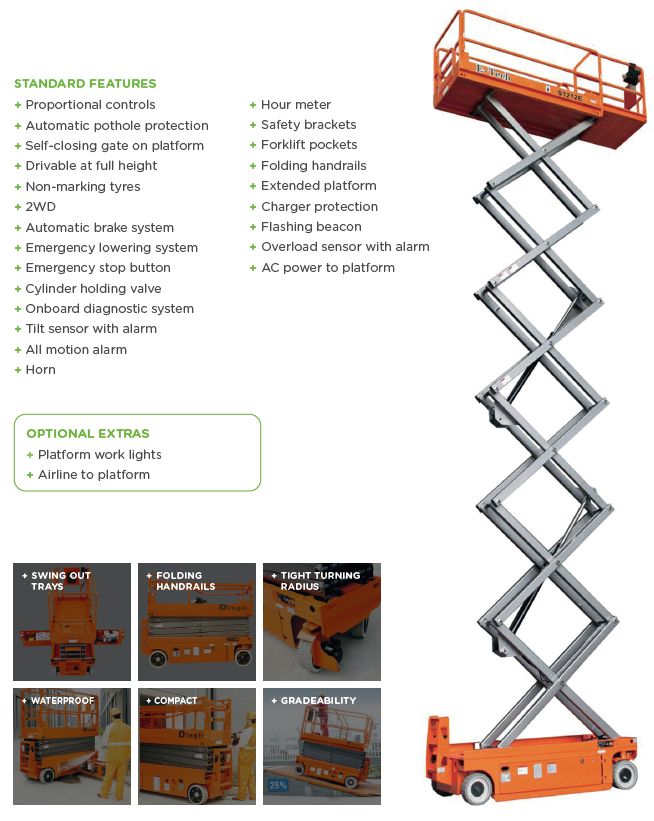 STANDARD FEATURES
+ Proportional controls
+ Automatic pothole protection
+ Self-closing gate on platform
+ Drivable at full height
+ Non-marking tyres
+ 2WD
+ Automatic brake system
+ Emergency lowering system
+ Emergency stop button
+ Cylinder holding valve
+ Onboard diagnostic system
+ Tilt sensor with alarm
+ All motion alarm
+ Horn
+ Hour meter
+ Safety brackets
+ Forklift pockets
+ Folding handrails
+ Extended platform
+ Charger protection
+ Flashing beacon
+ Overload sensor with alarm
+ AC power to platform
OPTIONAL EXTRAS
+ Platform work lights
+ Airline to platform
+ SWING OUT
TRAYS
+ FOLDING
HANDRAILS
Dingli
+ TIGHT TURNING
RADIUS
+ WATERPROOF
+ COMPACT
Dingli
+ GRADEABILITY
25%
E-Tech
S1212E